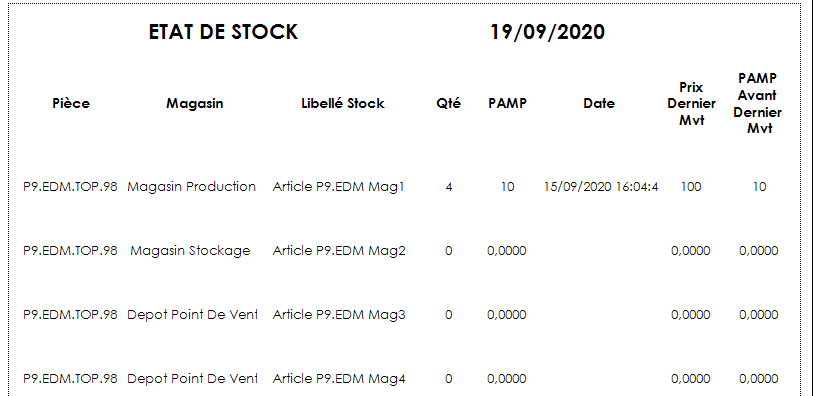 ETAT DE STOCK 19/09/2020
Pièce Magasin Libellé Stock Qté PAMP Date Prix Dernier Mvt PAMP Avant Dernier Mvt
P9.EDM.TOP.98 Magasin Production Article P9.EDM Mag1 4 10 15/09/2020 16:04:4 100 10
P9.EDM.TOP.98 Magasin Stockage Article P9.EDM Mag2 0 0,0000 0,0000 0,0000
P9.EDM.TOP.98 Depot Point De Vent Article P9.EDM Mag3 0 0,0000 0,0000 0,0000
P9.EDM.TOP.98 Depot Point De Vent Article P9.EDM Mag4 0 0,0000 0,0000 0,0000